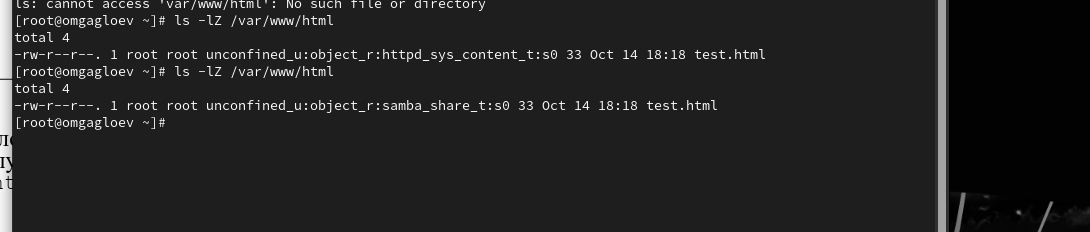 ls: cannot access 'var/www/html': No such file or directory
[root@omgagloev ~]# ls -lZ /var/www/html
total 4
-rw-r--r--. 1 root root unconfined_u:object_r:httpd_sys_content_t:s0 33 Oct 14 18:18 test.html
[root@omgagloev ~]# ls -lZ /var/www/html
total 4
-rw-r--r--. 1 root root unconfined_u:object_r:samba_share_t:s0 33 Oct 14 18:18 test.html
[root@omgagloev ~]#